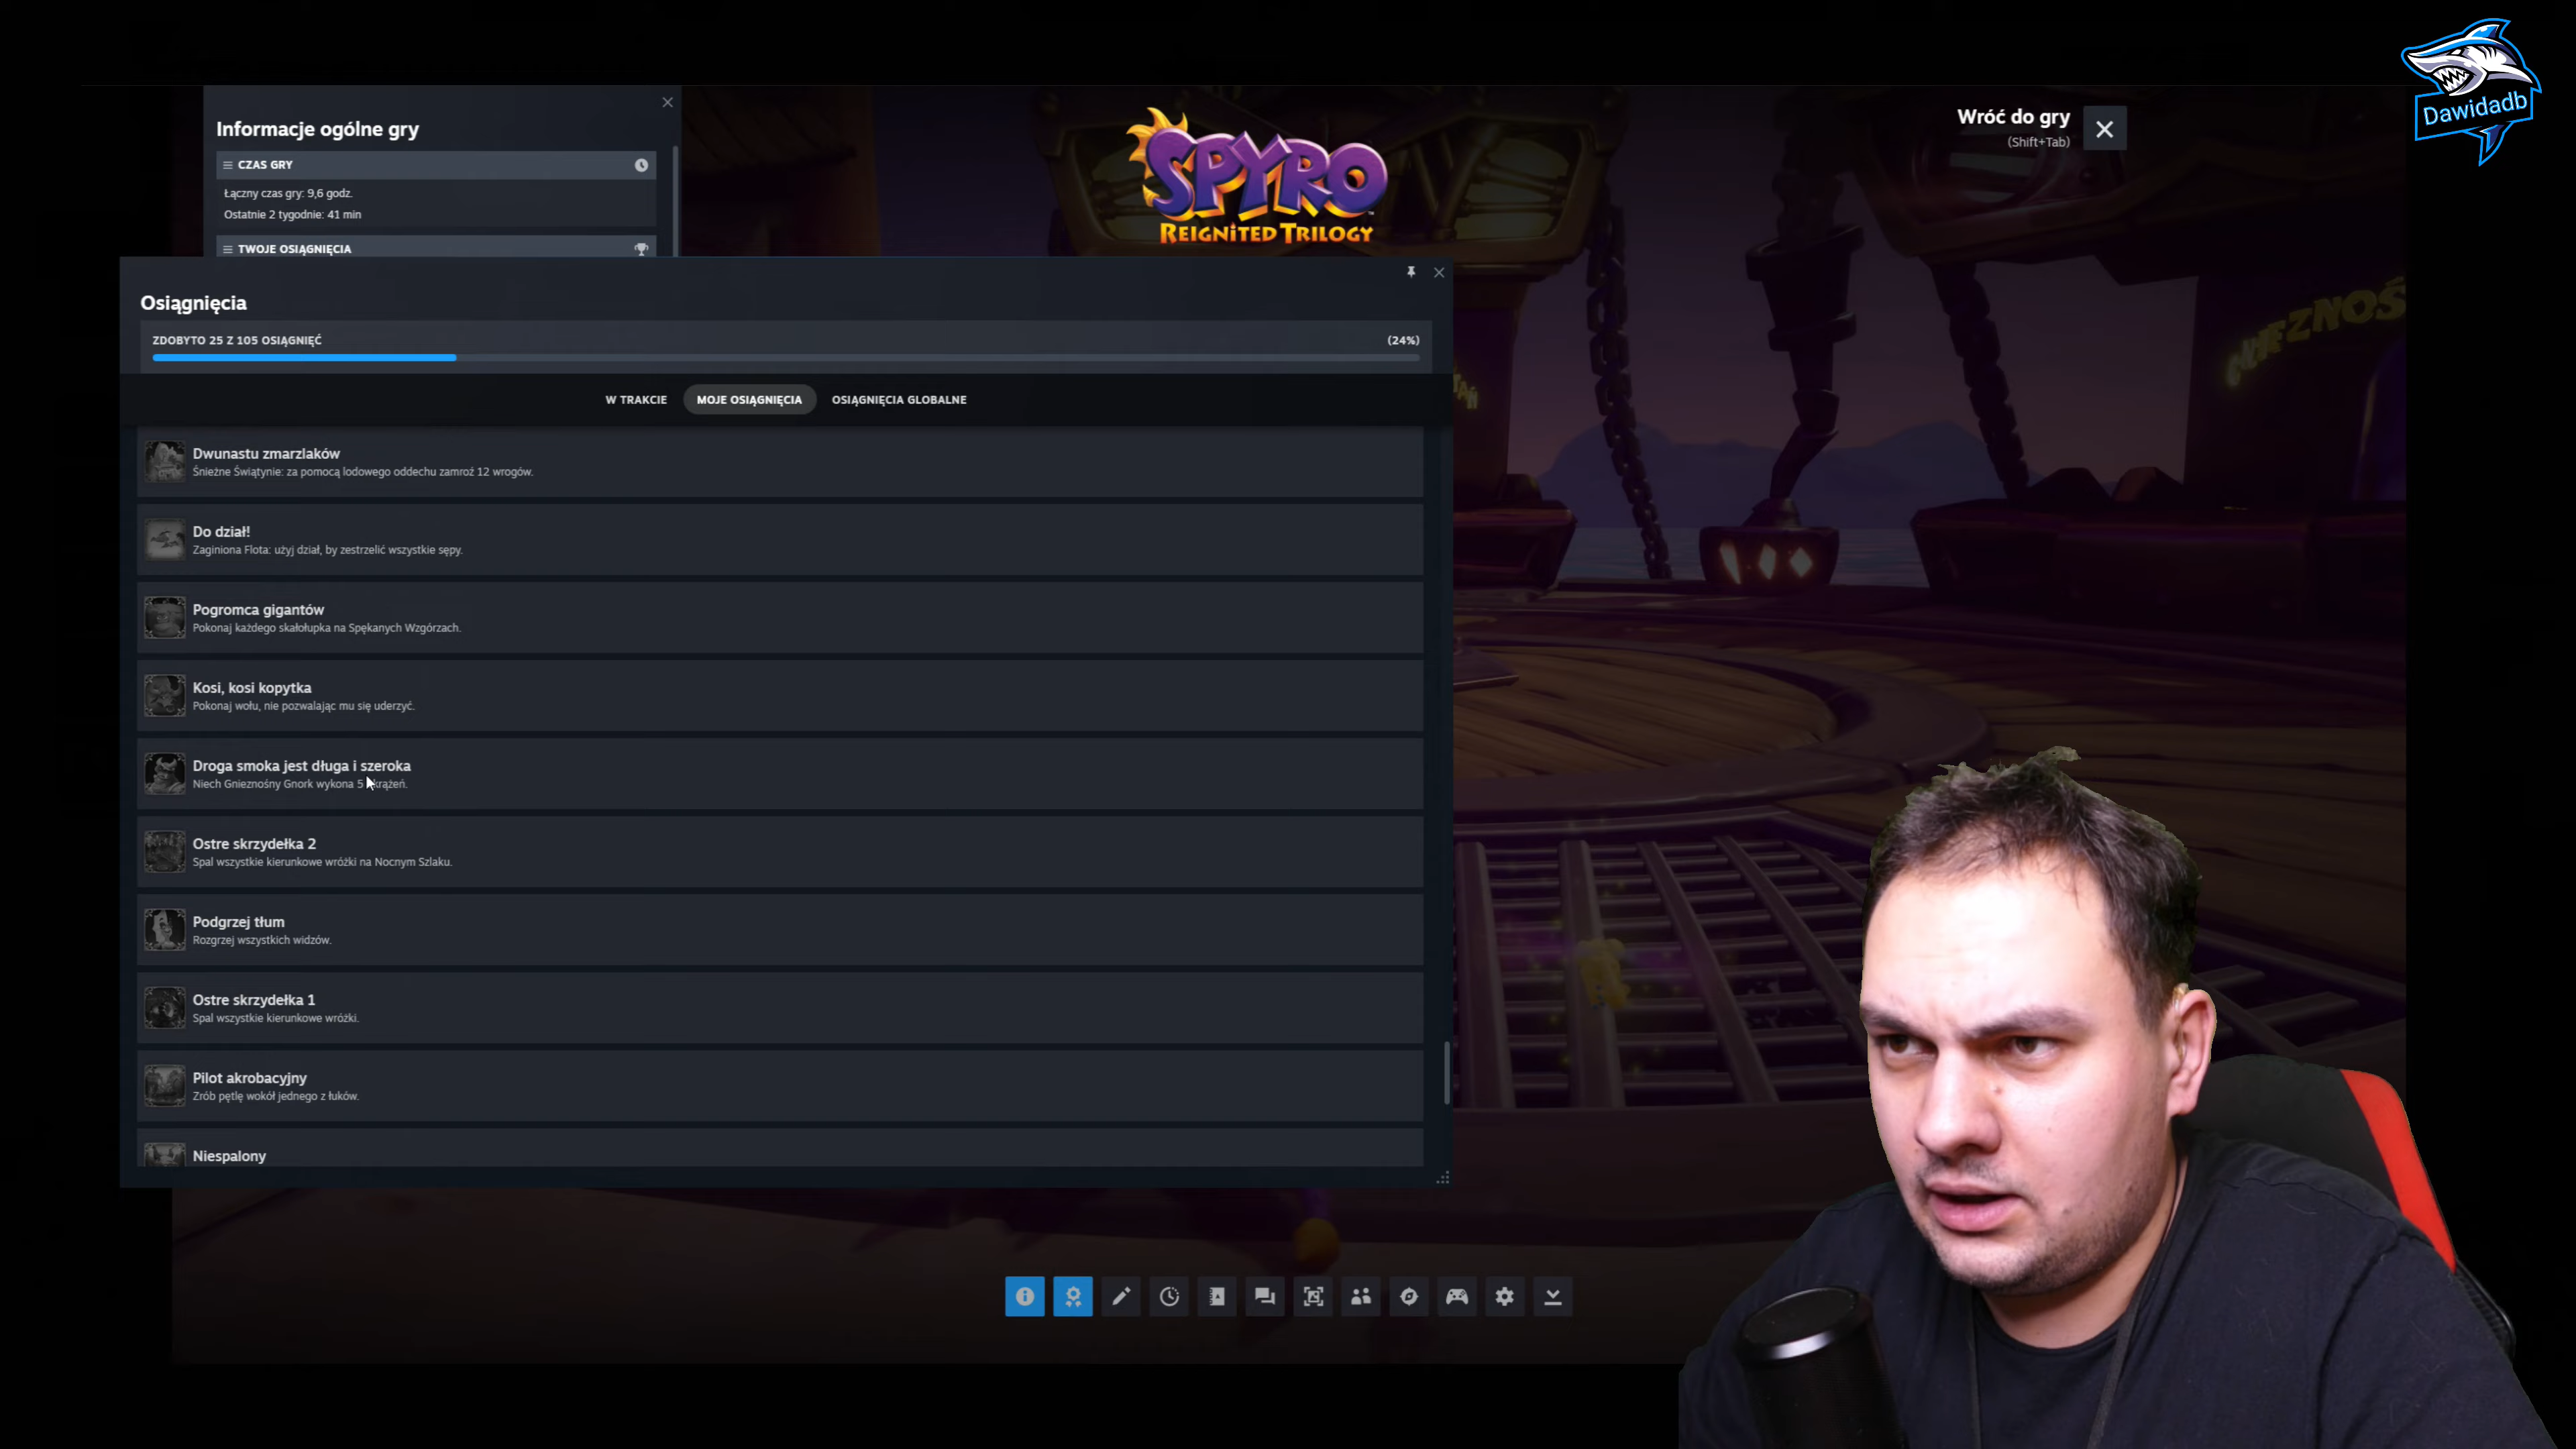 Dawidadb
Informacje ogólne gry
CZAS GRY
Łączny czas gry: 9,6 godz.
Ostatnie 2 tygodnie: 41 min
TWOJE OSIĄGNIĘCIA
SPYRO
REIGNITED TRILOGY
Wróć do gry
(Shift+Tab)
Osiągnięcia
ZDOBYTO 25 Z 105 OSIĄGNIĘĆ
(24%)
W TRAKCIE
MOJE OSIĄGNIĘCIA
OSIĄGNIĘCIA GLOBALNE
Dwunastu zmarzlaków
Śnieżne Świątynie: za pomocą lodowego oddechu zamroź 12 wrogów.
Do dział!
Zaginiona Flota: użyj dział, by zestrzelić wszystkie sępy.
Pogromca gigantów
Pokonaj każdego skałołupka na Spękanych Wzgórzach.
Kosi, kosi kopytka
Pokonaj wołu, nie pozwalając mu się uderzyć.
Droga smoka jest długa i szeroka
Niech Gnieznośny Gnork wykona 5
Ostre skrzydełka 2
Spal wszystkie kierunkowe wróżki na Nocnym Szlaku.
Podgrzej tłum
Rozgrzej wszystkich widzów.
Ostre skrzydełka 1
Spal wszystkie kierunkowe wróżki.
Pilot akrobacyjny
Zrób pętlę wokół jednego z łuków.
Niespalony